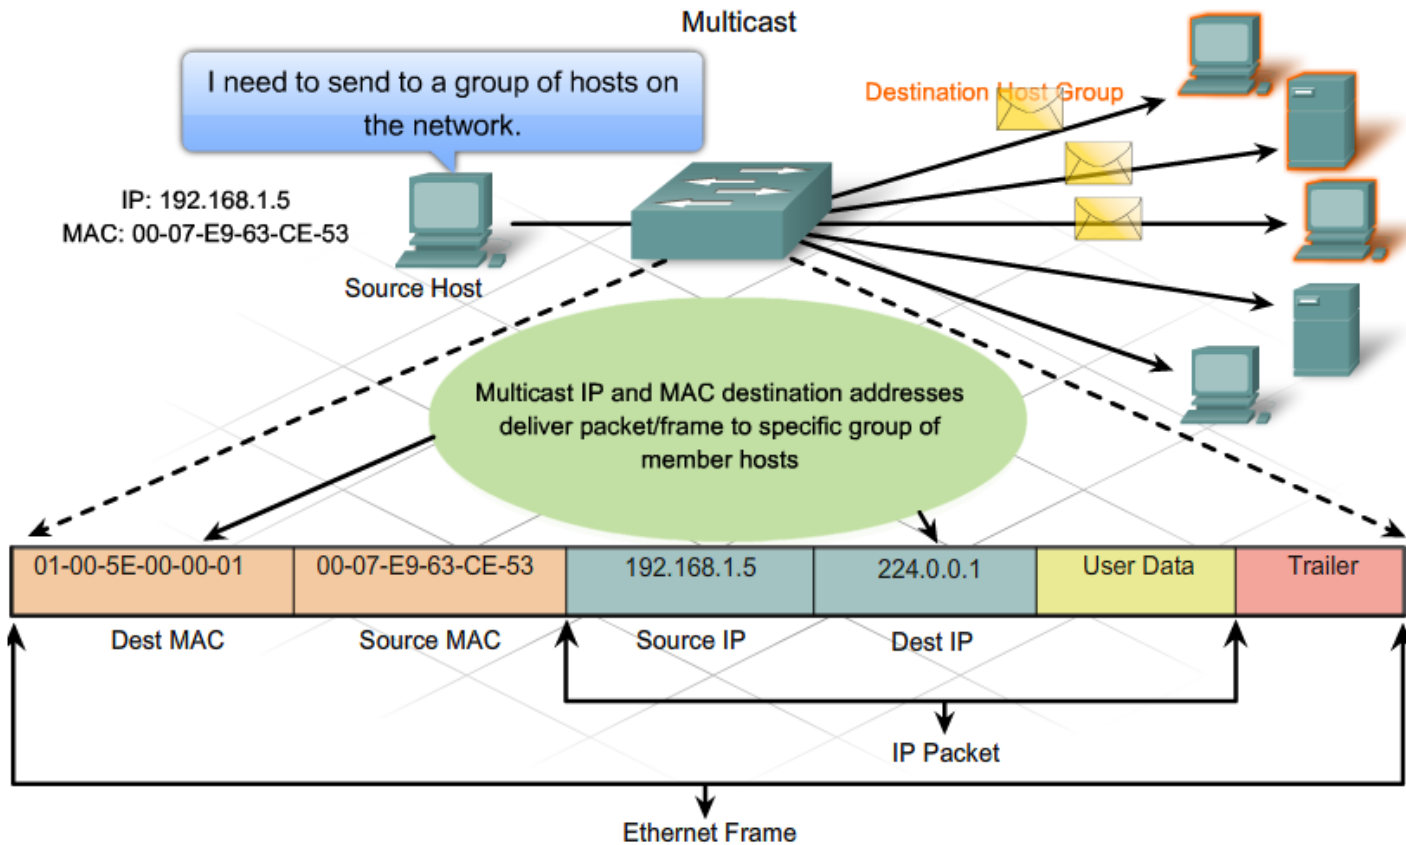 Multicast
I need to send to a group of hosts on
the network.
Destination Host Group
IP: 192.168.1.5
MAC: 00-07-E9-63-CE-53
Source Host
Multicast IP and MAC destination addresses
deliver packet/frame to specific group of
member hosts
01-00-5E-00-00-01
00-07-E9-63-CE-53
192.168.1.5
224.0.0.1
User Data
Trailer
Dest MAC
Source MAC
Source IP
Dest IP
IP Packet
Ethernet Frame